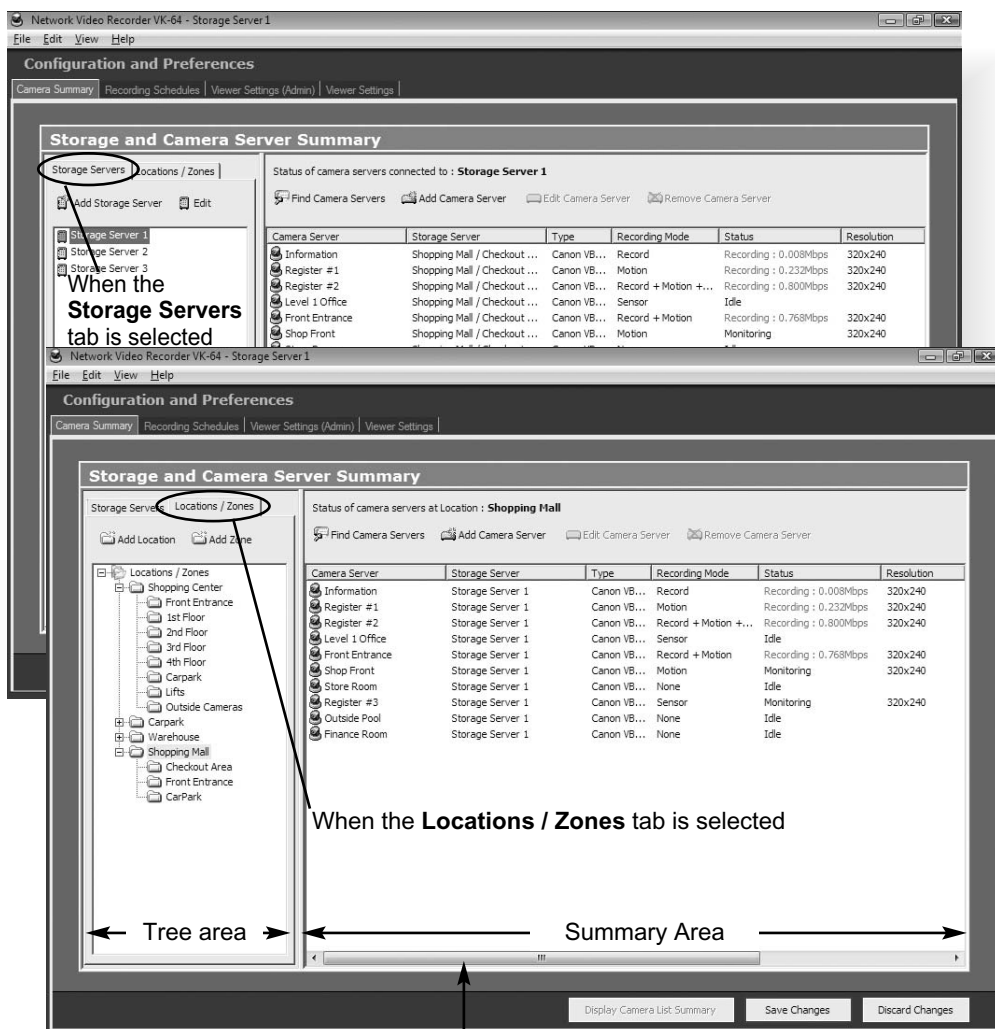 Network Video Recorder VK-64 - Storage Server 1
File Edit View Help
Configuration and Preferences
Camera Summary Recording Schedules Viewer Settings (Admin) Viewer Settings
Storage and Camera Server Summary
Storage Servers Locations / Zones
Status of camera servers connected to : Storage Server 1
Add Storage Server Edit
Find Camera Servers Add Camera Server Edit Camera Server Remove Camera Server
Storage Server 1
Storage Server 2
Storage Server 3
When the
Storage Servers
tab is selected
Camera Server Storage Server Type Recording Mode Status Resolution
Information Shopping Mall / Checkout ... Canon VB... Record Recording : 0.008Mbps 320x240
Register #1 Shopping Mall / Checkout ... Canon VB... Motion Recording : 0.232Mbps 320x240
Register #2 Shopping Mall / Checkout ... Canon VB... Record + Motion +... Recording : 0.800Mbps 320x240
Level 1 Office Shopping Mall / Checkout ... Canon VB... Sensor Idle
Front Entrance Shopping Mall / Checkout ... Canon VB... Record + Motion Recording : 0.768Mbps 320x240
Shop Front Shopping Mall / Checkout ... Canon VB... Motion Monitoring 320x240
Network Video Recorder VK-64 - Storage Server 1
File Edit View Help
Configuration and Preferences
Camera Summary Recording Schedules Viewer Settings (Admin) Viewer Settings
Storage and Camera Server Summary
Storage Servers Locations / Zones
Status of camera servers at Location : Shopping Mall
Add Location Add Zone
Find Camera Servers Add Camera Server Edit Camera Server Remove Camera Server
Locations / Zones
Shopping Center
Front Entrance
1st Floor
2nd Floor
3rd Floor
4th Floor
Carpark
Lifts
Outside Cameras
Carpark
Warehouse
Shopping Mall
Checkout Area
Front Entrance
CarPark
Camera Server Storage Server Type Recording Mode Status Resolution
Information Storage Server 1 Canon VB... Record Recording : 0.008Mbps 320x240
Register #1 Storage Server 1 Canon VB... Motion Recording : 0.232Mbps 320x240
Register #2 Storage Server 1 Canon VB... Record + Motion +... Recording : 0.800Mbps 320x240
Level 1 Office Storage Server 1 Canon VB... Sensor Idle
Front Entrance Storage Server 1 Canon VB... Record + Motion Recording : 0.768Mbps 320x240
Shop Front Storage Server 1 Canon VB... Motion Monitoring 320x240
Store Room Storage Server 1 Canon VB... None Idle
Register #3 Storage Server 1 Canon VB... Sensor Monitoring 320x240
Outside Pool Storage Server 1 Canon VB... None Idle
Finance Room Storage Server 1 Canon VB... None Idle
When the Locations / Zones tab is selected
Tree area
Summary Area
Display Camera List Summary Save Changes Discard Changes